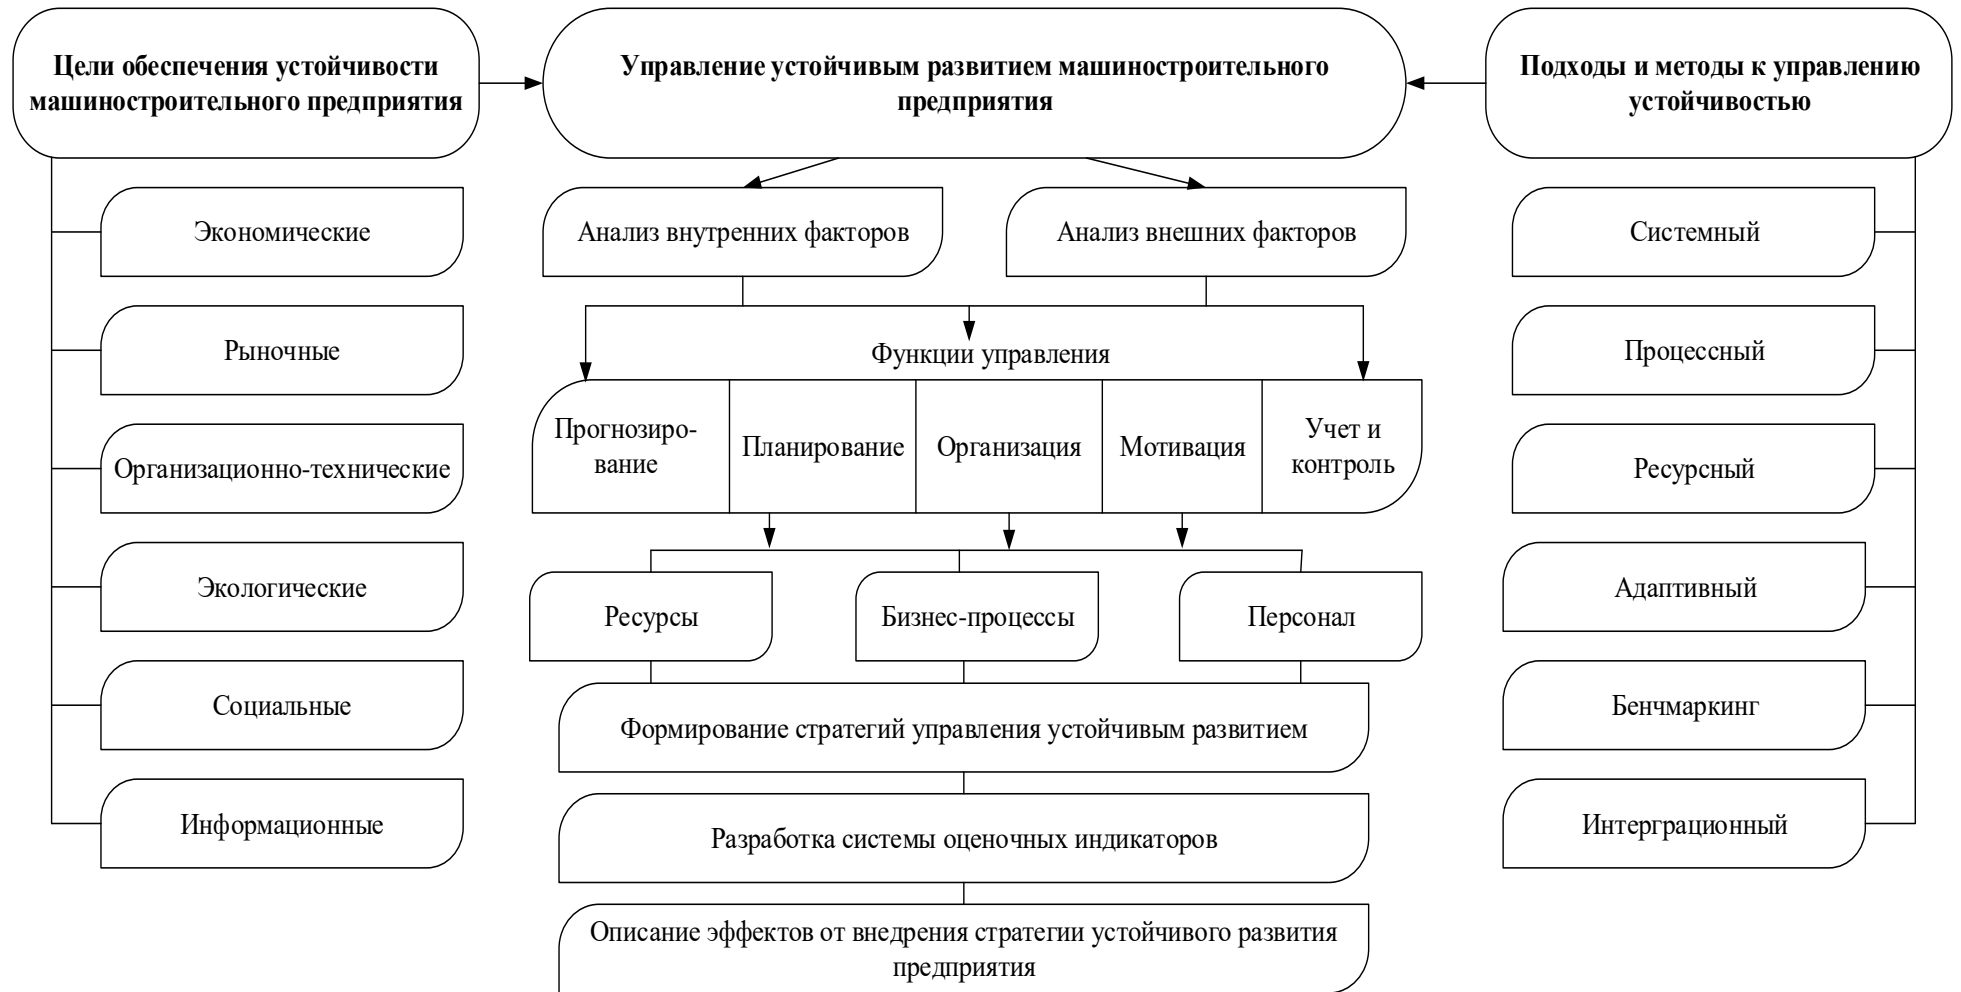 Цели обеспечения устойчивости
машиностроительного предприятия
Управление устойчивым развитием машиностроительного
предприятия
Подходы и методы к управлению
устойчивостью
Экономические
Рыночные
Организационно-технические
Экологические
Социальные
Информационные
Анализ внутренних факторов
Анализ внешних факторов
Функции управления
Прогнозиро-
вание
Планирование
Организация
Мотивация
Учет и
контроль
Ресурсы
Бизнес-процессы
Персонал
Формирование стратегий управления устойчивым развитием
Разработка системы оценочных индикаторов
Описание эффектов от внедрения стратегии устойчивого развития
предприятия
Системный
Процессный
Ресурсный
Адаптивный
Бенчмаркинг
Интерграционный